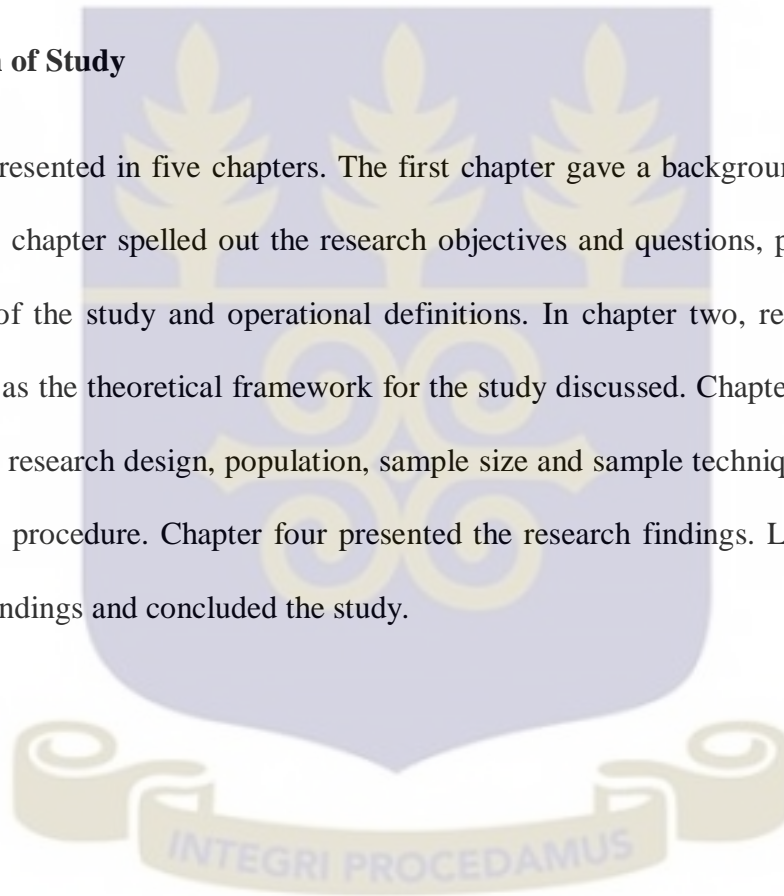 of Study
resented in five chapters. The first chapter gave a backgroun
chapter spelled out the research objectives and questions, p
of the study and operational definitions. In chapter two, re
as the theoretical framework for the study discussed. Chapte
research design, population, sample size and sample techniq
procedure. Chapter four presented the research findings. L
ndings and concluded the study.
INTEGRI PROCEDAMUS